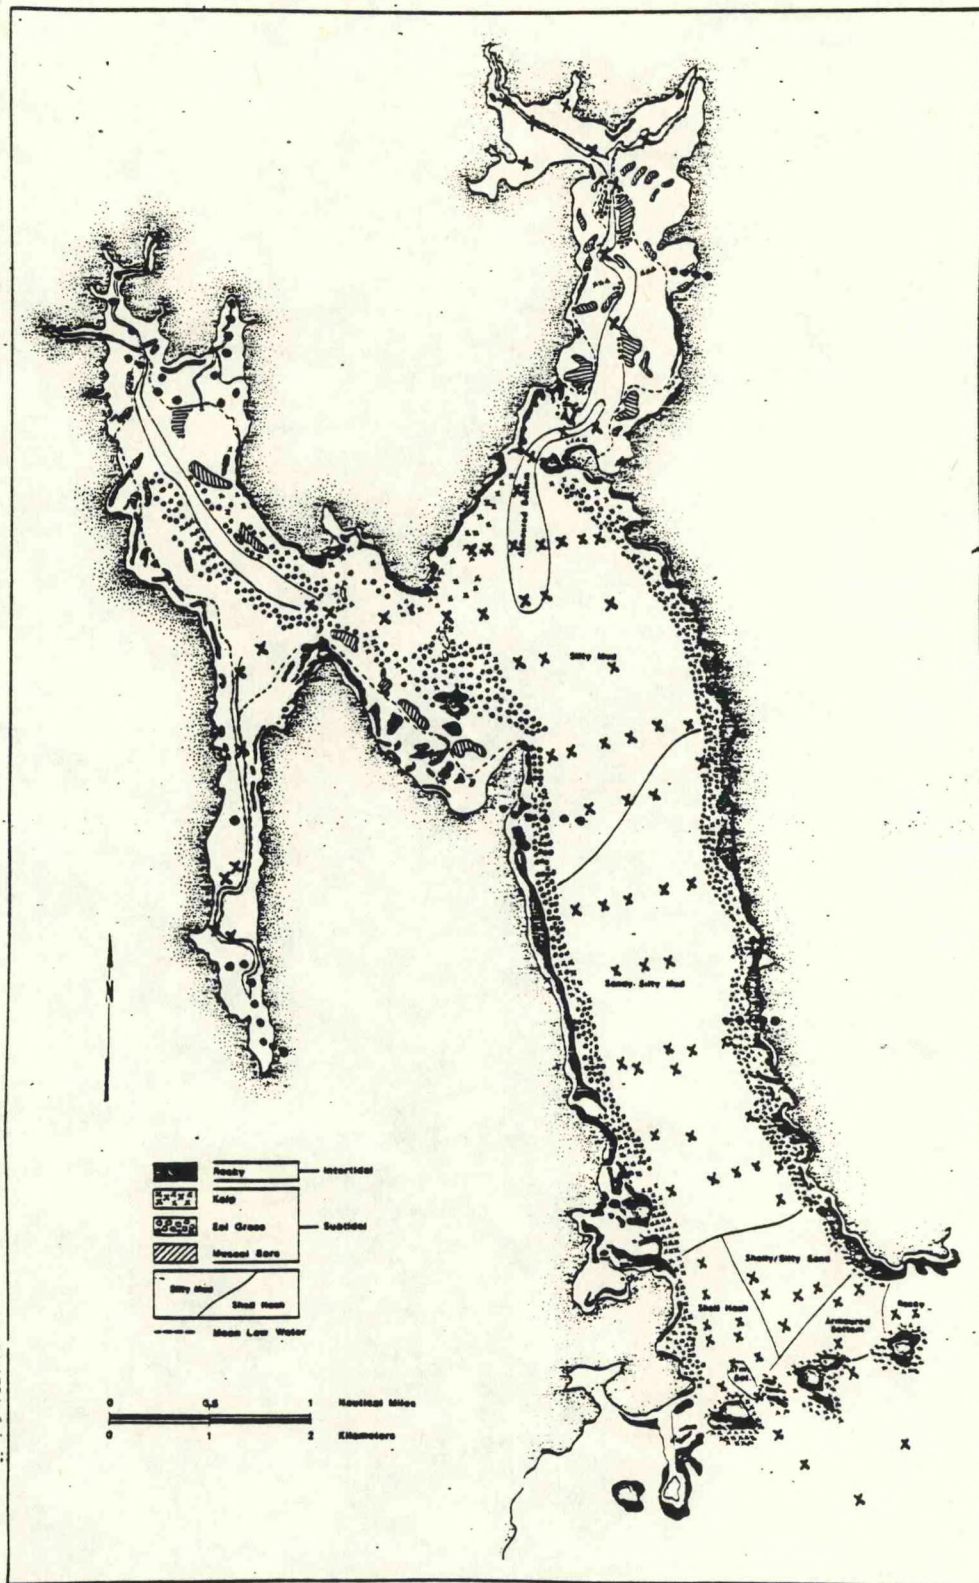 Armoured Bottom
Silty Mud
Sandy-Silty Mud
N
Rocky
Intertidal
Kelp
Eel Grass
Subtidal
Mussel Bars
Silty Mud
Shell Hash
Mean Low Water
Shelly/Silty Sand
Shell Hash
Armoured
Bottom
Rocky
0 0.5 1 Nautical Miles
0 1 2 Kilometers